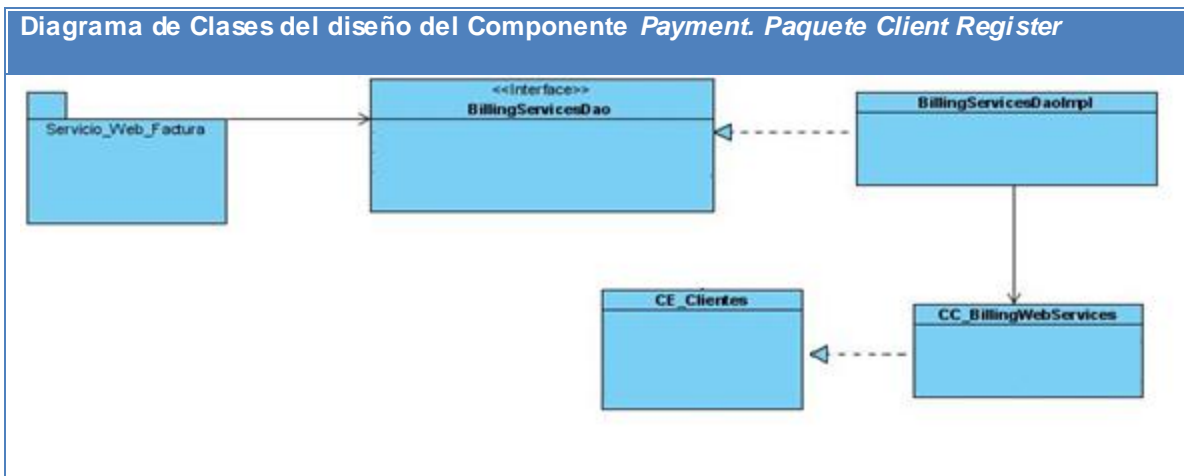 Diagrama de Clases del diseño del Componente Payment. Paquete Client Register
<<Interface>>
BillingServicesDao
BillingServicesDaoImpl
Servicio_Web_Factura
CE_Clientes
CC_BillingWebServices